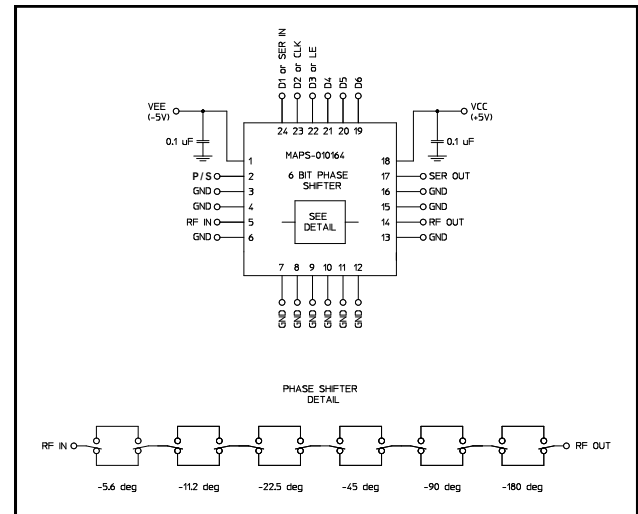 D1 or SER IN
D2 or CLK
D3 or LE
D4
D5
D6
VEE
(-5V)
VCC
(+5V)
24 23 22 21 20 19
0.1 uF
0.1 uF
MAPS-010164
6 BIT PHASE
SHIFTER
SEE
DETAIL
1
P/S 2
GND 3
GND 4
RF IN 5
GND 6
18
17 SER OUT
16 GND
15 GND
14 RF OUT
13 GND
7 8 9 10 11 12
GND GND GND GND GND GND
PHASE SHIFTER
DETAIL
RF IN
RF OUT
-5.6 deg -11.2 deg -22.5 deg -45 deg -90 deg -180 deg